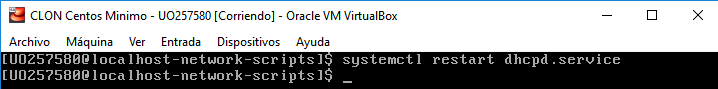 CLON Centos Minimo - UO257580 [Corriendo] - Oracle VM VirtualBox
Archivo Máquina Ver Entrada Dispositivos Ayuda
[UO257580@localhost-network-scripts]$ systemctl restart dhcpd.service
[UO257580@localhost-network-scripts]$ _